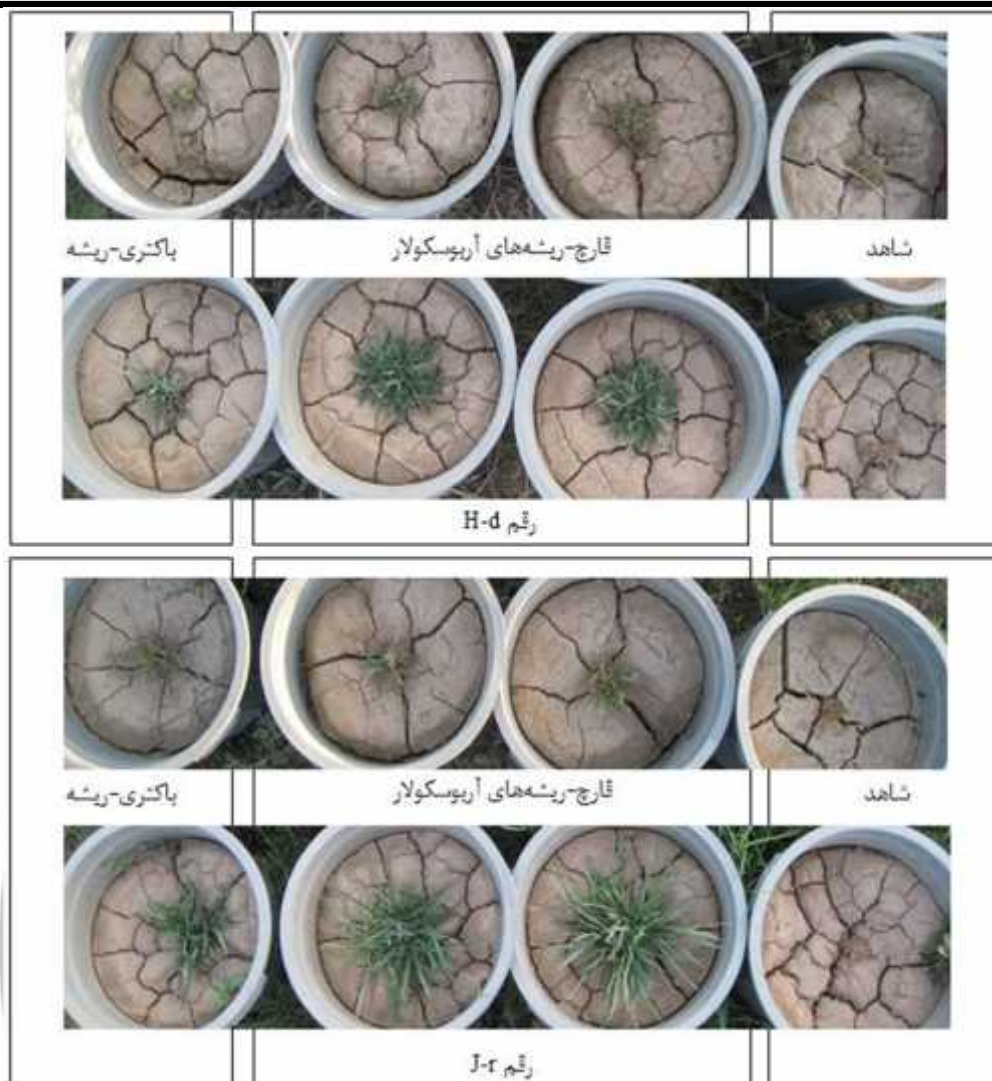 شاهد
قارچ-ریشه‌های آربوسکولار
باکتری-ریشه
رقم H-d
شاهد
قارچ-ریشه‌های آربوسکولار
باکتری-ریشه
رقم J-r